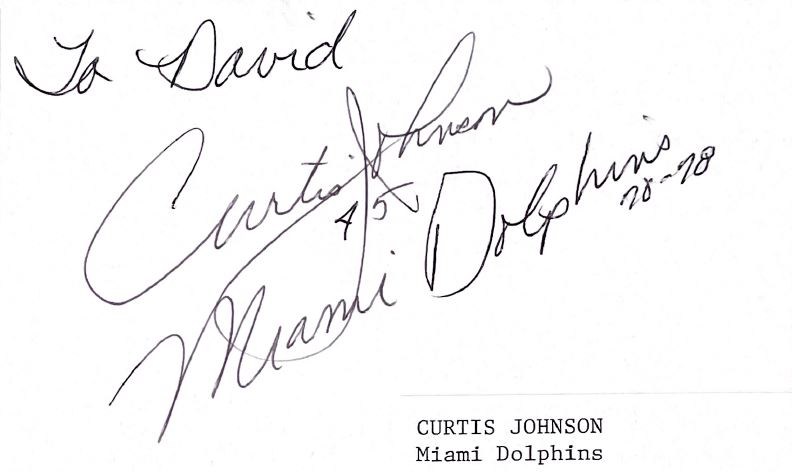 To David
Curtis Johnson
45
Miami Dolphins
70-78
CURTIS JOHNSON
Miami Dolphins